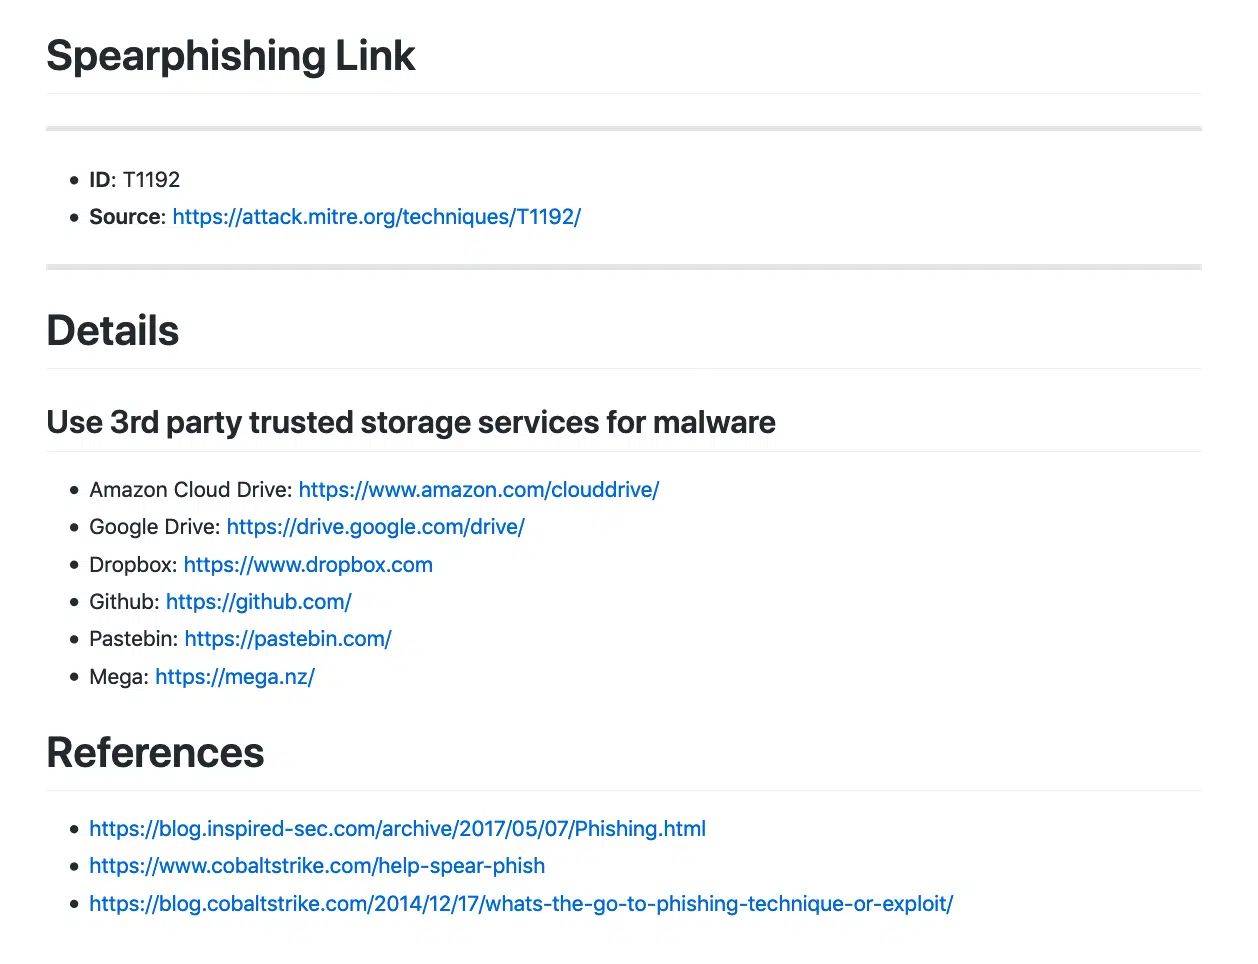 Spearphishing Link
ID: T1192
Source: https://attack.mitre.org/techniques/T1192/
Details
Use 3rd party trusted storage services for malware
Amazon Cloud Drive: https://www.amazon.com/clouddrive/
Google Drive: https://drive.google.com/drive/
Dropbox: https://www.dropbox.com
Github: https://github.com/
Pastebin: https://pastebin.com/
Mega: https://mega.nz/
References
https://blog.inspired-sec.com/archive/2017/05/07/Phishing.html
https://www.cobaltstrike.com/help-spear-phish
https://blog.cobaltstrike.com/2014/12/17/whats-the-go-to-phishing-technique-or-exploit/